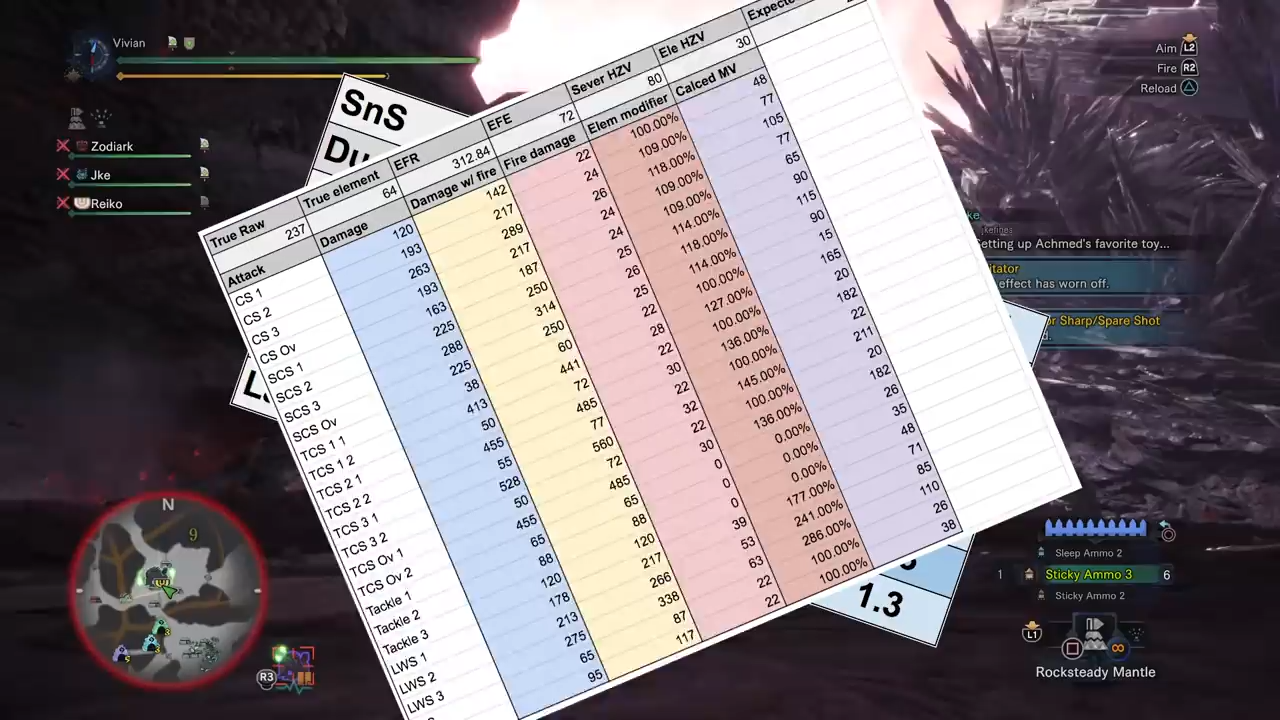 Vivian
Zodiark
Jke
Reiko
Aim L2
Fire R2
Reload
SnS
True Raw 237 True element 64 EFR 312.84 EFE 72 Sever HZV 80 Ele HZV 30
Attack Damage Damage w/ fire Fire damage Elem modifier Calced MV
CS 1 120 142 22 100.00% 48
CS 2 193 217 24 109.00% 77
CS 3 263 289 26 118.00% 105
CS Ov 193 217 24 109.00% 77
SCS 1 163 187 24 109.00% 65
SCS 2 225 250 25 114.00% 90
SCS 3 288 314 26 118.00% 115
SCS Ov 225 250 25 114.00% 90
TCS 1 1 38 60 22 100.00% 15
TCS 1 2 413 441 28 127.00% 165
TCS 2 1 50 72 22 100.00% 20
TCS 2 2 455 485 30 136.00% 182
TCS 3 1 55 77 22 100.00% 22
TCS 3 2 528 560 32 145.00% 211
TCS Ov 1 50 72 22 100.00% 20
TCS Ov 2 455 485 30 136.00% 182
Tackle 1 65 65 0 0.00% 26
Tackle 2 88 88 0 0.00% 35
Tackle 3 120 120 0 0.00% 48
LWS 1 178 217 39 177.00% 71
LWS 2 213 266 53 241.00% 85
LWS 3 275 338 63 286.00% 110
65 87 22 100.00% 26
95 117 22 100.00% 38
Setting up Achmed's favorite toy...
effect has worn off.
Sharp/Spare Shot
1.3
N
9
R3
Sleep Ammo 2
1 Sticky Ammo 3 6
Sticky Ammo 2
L1
Rocksteady Mantle